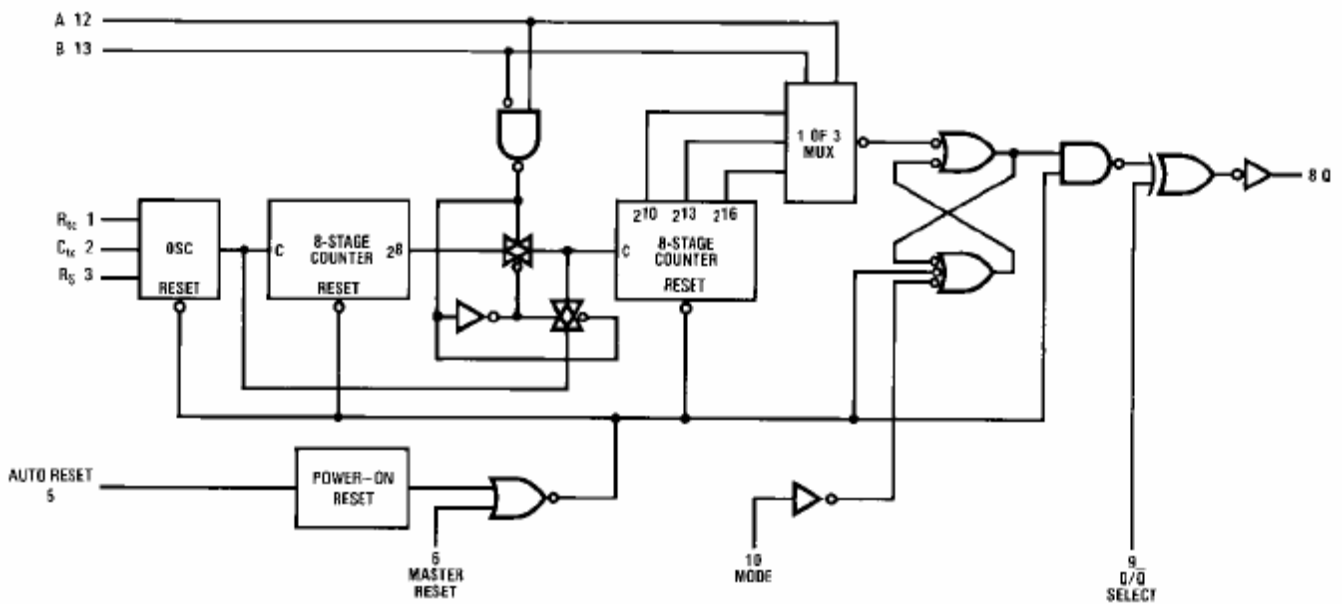 A 12
B 13
1 OF 3
MUX
8 Q
Rtc 1
Ctc 2
RS 3
OSC
RESET
C
8-STAGE
COUNTER
2^8
RESET
2^10 2^13 2^16
C
8-STAGE
COUNTER
RESET
AUTO RESET
5
POWER-ON
RESET
6
MASTER
RESET
10
MODE
9
Q/Q̅
SELECT